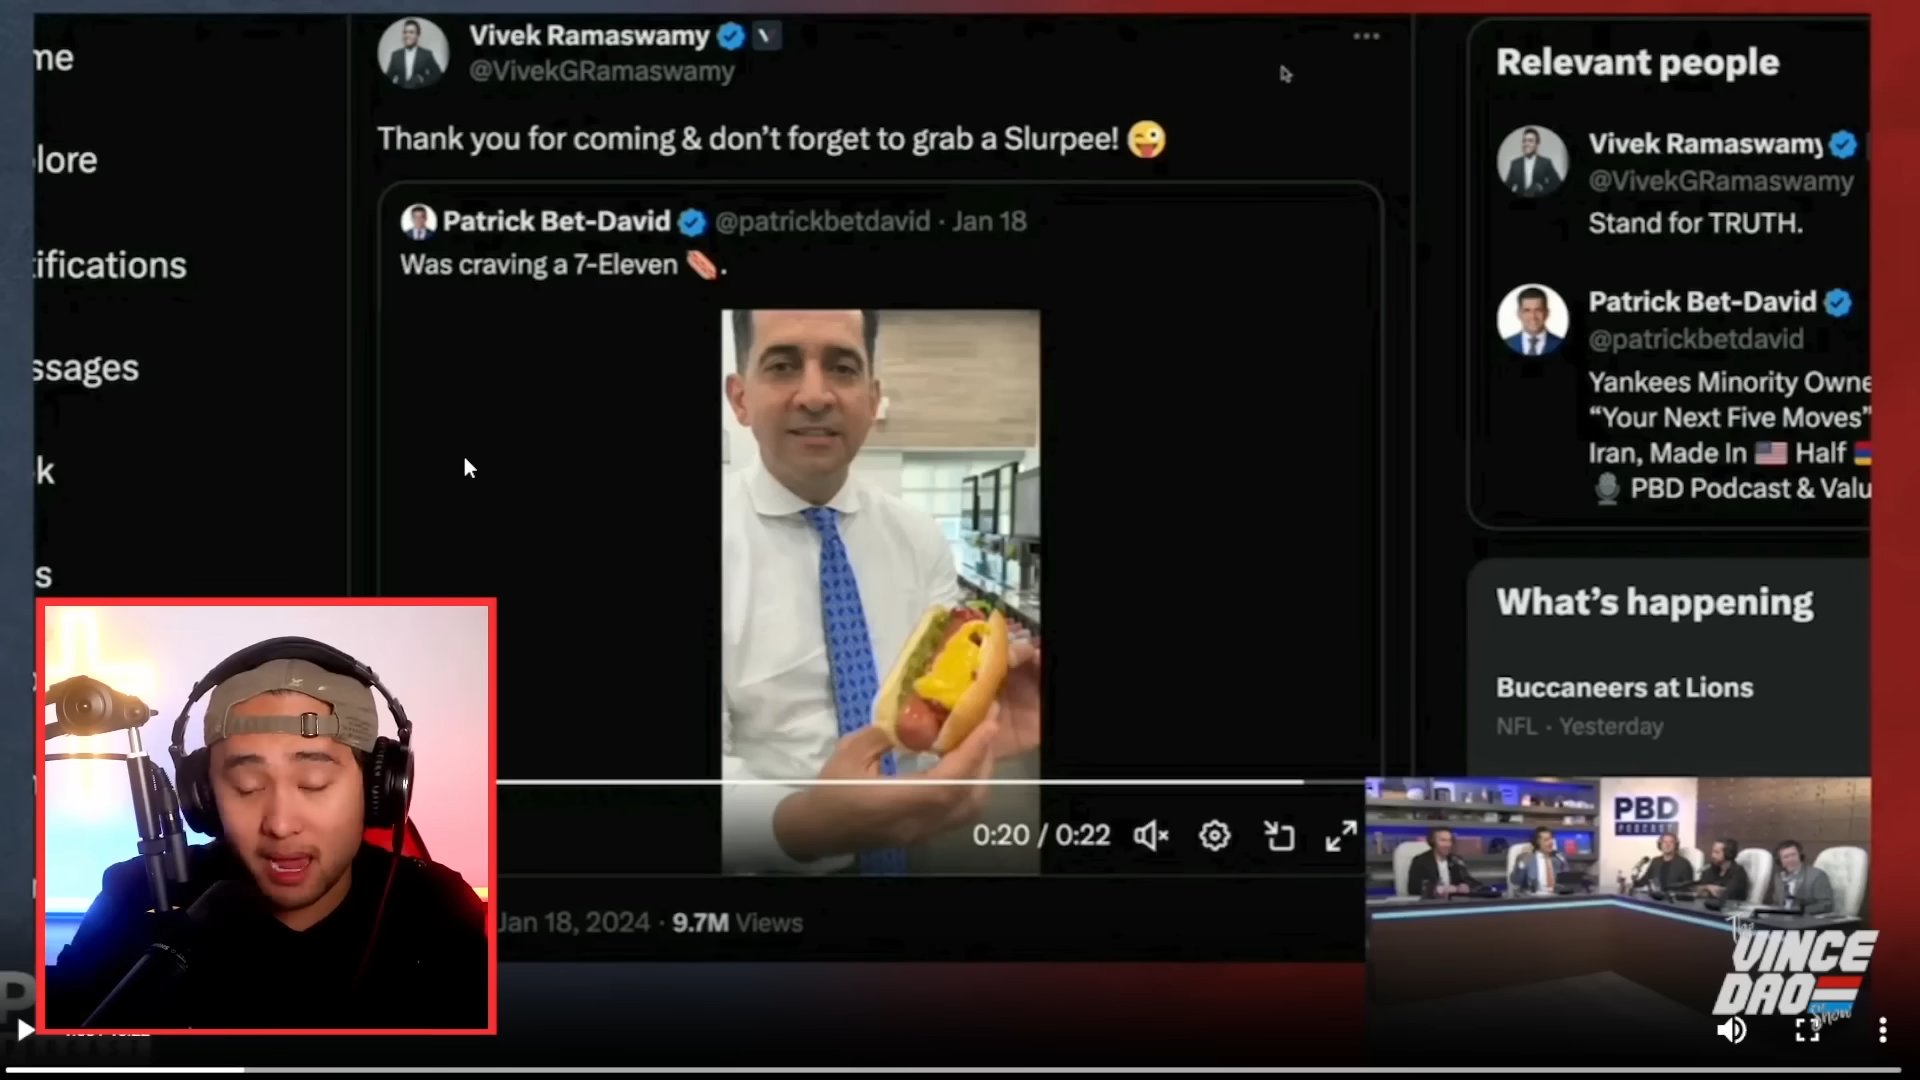 me
lore
ifications
ssages
k
s
Vivek Ramaswamy
@VivekGRamaswamy
Thank you for coming & don't forget to grab a Slurpee! 😜
Patrick Bet-David @patrickbetdavid · Jan 18
Was craving a 7-Eleven 🌭.
0:20 / 0:22
Jan 18, 2024 · 9.7M Views
Relevant people
Vivek Ramaswamy
@VivekGRamaswamy
Stand for TRUTH.
Patrick Bet-David
@patrickbetdavid
Yankees Minority Owne
“Your Next Five Moves”
Iran, Made In 🇺🇸 Half 🇦🇲
🎙️ PBD Podcast & Valu
What's happening
Buccaneers at Lions
NFL · Yesterday
PBD
PODCAST
The
VINCE
DAO
Show